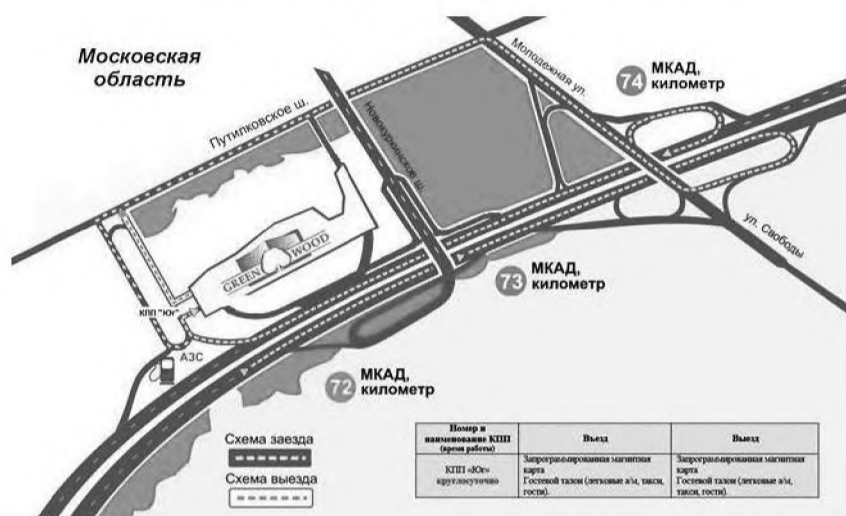 Московская
область
Путилковское ш.
Новокуркинское ш.
Молодежная ул.
74
МКАД,
километр
ул. Свободы
GREEN WOOD
КПП "Юг"
АЗС
73
МКАД,
километр
72
МКАД,
километр
Схема заезда
Схема выезда
Номер и
наименование КПП
(время работы)
Въезд
Выезд
КПП «Юг»
круглосуточно
Запрограммированная магнитная
карта
Гостевой талон (легковые а/м, такси,
гости).
Запрограммированная магнитная
карта
Гостевой талон (легковые а/м,
такси, гости).